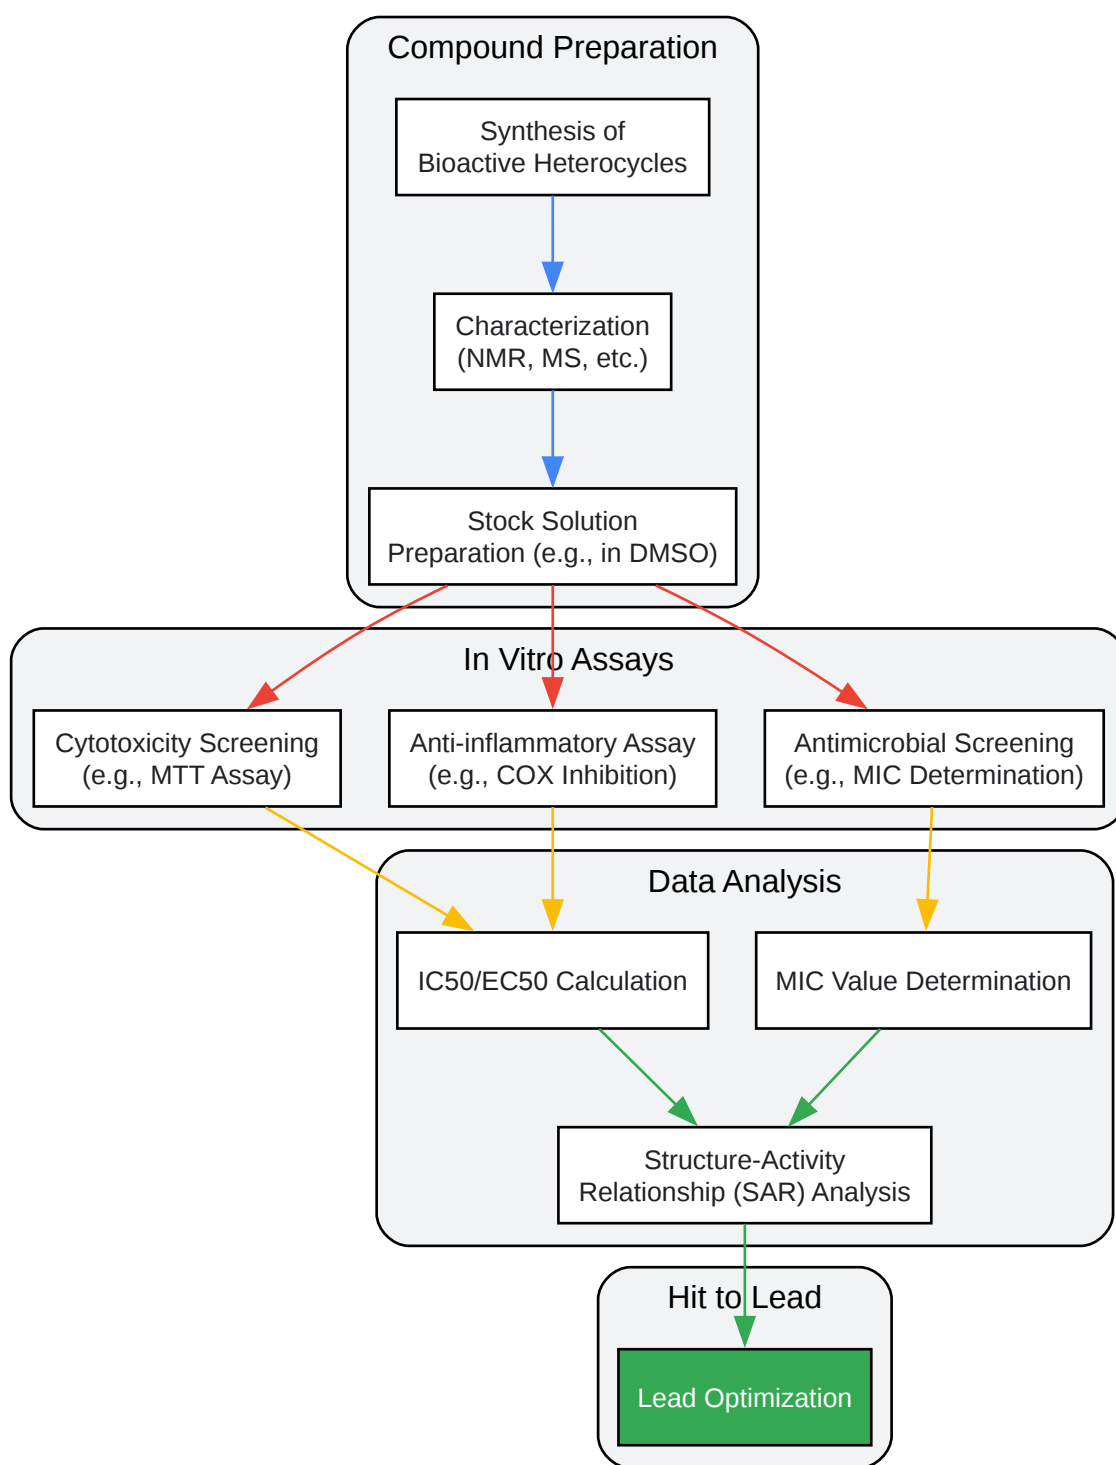 Compound Preparation
Synthesis of
Bioactive Heterocycles
Characterization
(NMR, MS, etc.)
Stock Solution
Preparation (e.g., in DMSO)
In Vitro Assays
Cytotoxicity Screening
(e.g., MTT Assay)
Anti-inflammatory Assay
(e.g., COX Inhibition)
Antimicrobial Screening
(e.g., MIC Determination)
Data Analysis
IC50/EC50 Calculation
MIC Value Determination
Structure-Activity
Relationship (SAR) Analysis
Hit to Lead
Lead Optimization